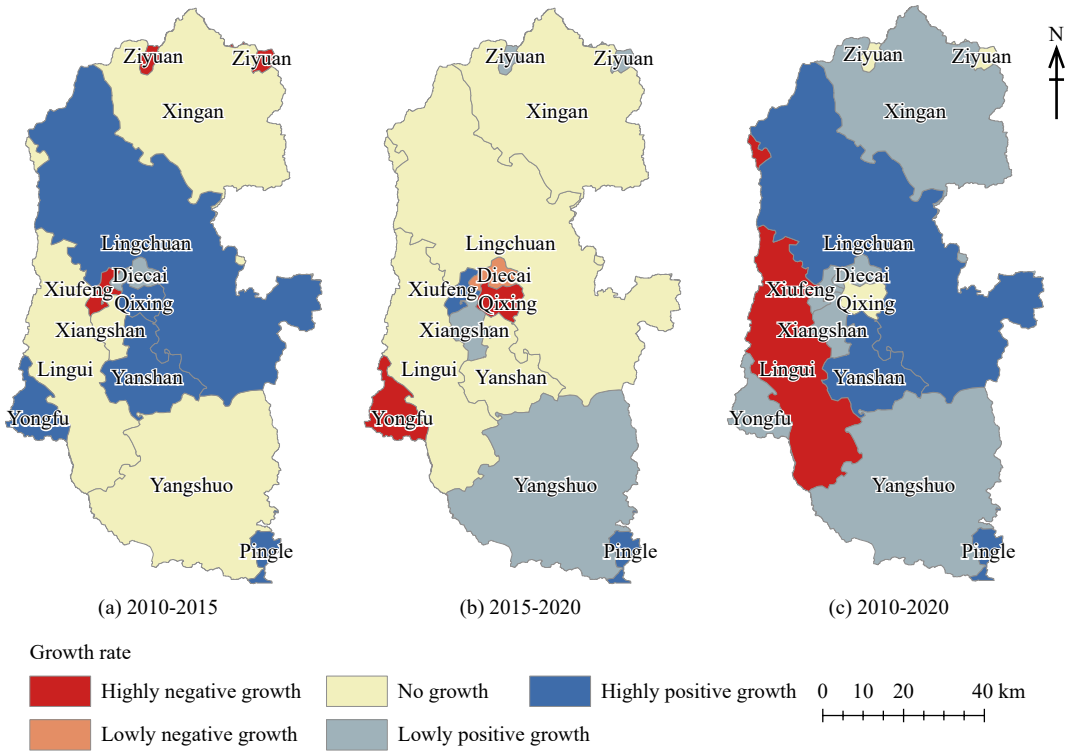 N
Ziyuan
Ziyuan
Xingan
Lingchuan
Diecai
Xiufeng
Qixing
Xiangshan
Lingui
Yanshan
Yongfu
Yangshuo
Pingle
(a) 2010-2015
Ziyuan
Ziyuan
Xingan
Lingchuan
Diecai
Xiufeng
Qixing
Xiangshan
Lingui
Yanshan
Yongfu
Yangshuo
Pingle
(b) 2015-2020
Ziyuan
Ziyuan
Xingan
Lingchuan
Diecai
Xiufeng
Qixing
Xiangshan
Lingui
Yanshan
Yongfu
Yangshuo
Pingle
(c) 2010-2020
Growth rate
Highly negative growth
No growth
Highly positive growth
Lowly negative growth
Lowly positive growth
0 10 20 40 km